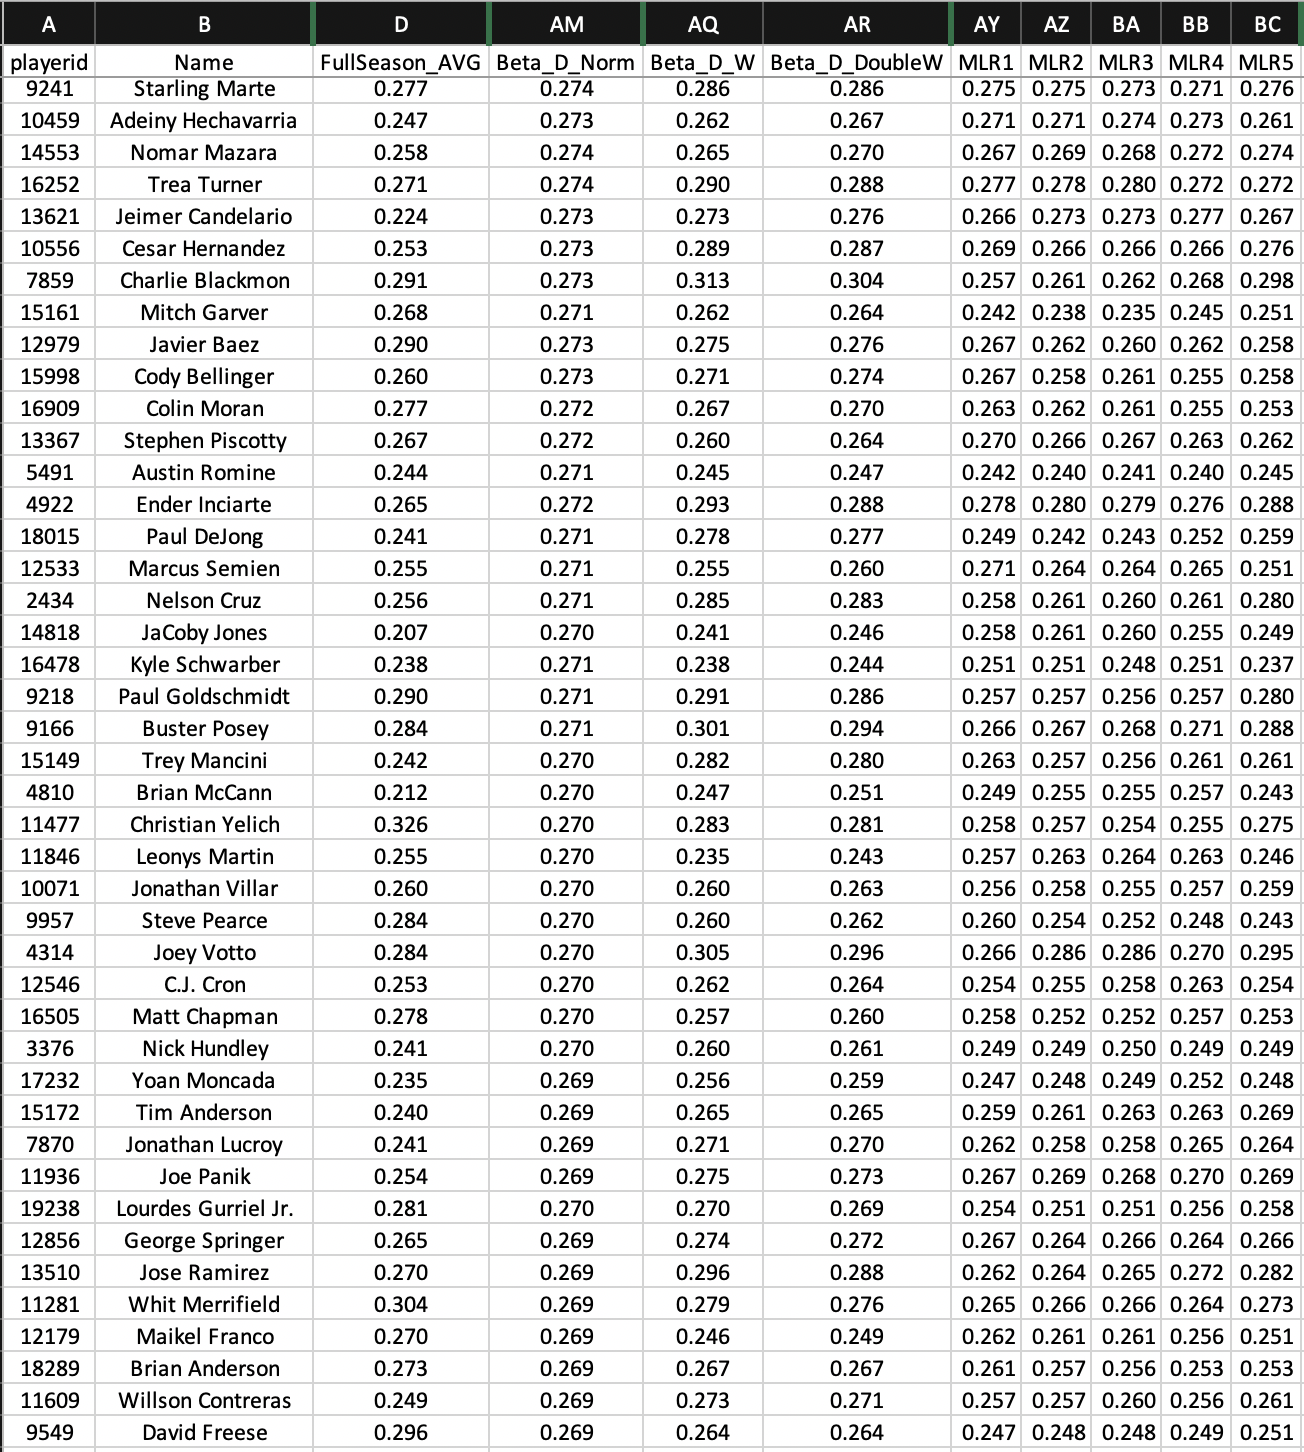 A B D AM AQ AR AY AZ BA BB BC
playerid Name FullSeason_AVG Beta_D_Norm Beta_D_W Beta_D_DoubleW MLR1 MLR2 MLR3 MLR4 MLR5
9241 Starling Marte 0.277 0.274 0.286 0.286 0.275 0.275 0.273 0.271 0.276
10459 Adeiny Hechavarria 0.247 0.273 0.262 0.267 0.271 0.271 0.274 0.273 0.261
14553 Nomar Mazara 0.258 0.274 0.265 0.270 0.267 0.269 0.268 0.272 0.274
16252 Trea Turner 0.271 0.274 0.290 0.288 0.277 0.278 0.280 0.272 0.272
13621 Jeimer Candelario 0.224 0.273 0.273 0.276 0.266 0.273 0.273 0.277 0.267
10556 Cesar Hernandez 0.253 0.273 0.289 0.287 0.269 0.266 0.266 0.266 0.276
7859 Charlie Blackmon 0.291 0.273 0.313 0.304 0.257 0.261 0.262 0.268 0.298
15161 Mitch Garver 0.268 0.271 0.262 0.264 0.242 0.238 0.235 0.245 0.251
12979 Javier Baez 0.290 0.273 0.275 0.276 0.267 0.262 0.260 0.262 0.258
15998 Cody Bellinger 0.260 0.273 0.271 0.274 0.267 0.258 0.261 0.255 0.258
16909 Colin Moran 0.277 0.272 0.267 0.270 0.263 0.262 0.261 0.255 0.253
13367 Stephen Piscotty 0.267 0.272 0.260 0.264 0.270 0.266 0.267 0.263 0.262
5491 Austin Romine 0.244 0.271 0.245 0.247 0.242 0.240 0.241 0.240 0.245
4922 Ender Inciarte 0.265 0.272 0.293 0.288 0.278 0.280 0.279 0.276 0.288
18015 Paul DeJong 0.241 0.271 0.278 0.277 0.249 0.242 0.243 0.252 0.259
12533 Marcus Semien 0.255 0.271 0.255 0.260 0.271 0.264 0.264 0.265 0.251
2434 Nelson Cruz 0.256 0.271 0.285 0.283 0.258 0.261 0.260 0.261 0.280
14818 JaCoby Jones 0.207 0.270 0.241 0.246 0.258 0.261 0.260 0.255 0.249
16478 Kyle Schwarber 0.238 0.271 0.238 0.244 0.251 0.251 0.248 0.251 0.237
9218 Paul Goldschmidt 0.290 0.271 0.291 0.286 0.257 0.257 0.256 0.257 0.280
9166 Buster Posey 0.284 0.271 0.301 0.294 0.266 0.267 0.268 0.271 0.288
15149 Trey Mancini 0.242 0.270 0.282 0.280 0.263 0.257 0.256 0.261 0.261
4810 Brian McCann 0.212 0.270 0.247 0.251 0.249 0.255 0.255 0.257 0.243
11477 Christian Yelich 0.326 0.270 0.283 0.281 0.258 0.257 0.254 0.255 0.275
11846 Leonys Martin 0.255 0.270 0.235 0.243 0.257 0.263 0.264 0.263 0.246
10071 Jonathan Villar 0.260 0.270 0.260 0.263 0.256 0.258 0.255 0.257 0.259
9957 Steve Pearce 0.284 0.270 0.260 0.262 0.260 0.254 0.252 0.248 0.243
4314 Joey Votto 0.284 0.270 0.305 0.296 0.266 0.286 0.286 0.270 0.295
12546 C.J. Cron 0.253 0.270 0.262 0.264 0.254 0.255 0.258 0.263 0.254
16505 Matt Chapman 0.278 0.270 0.257 0.260 0.258 0.252 0.252 0.257 0.253
3376 Nick Hundley 0.241 0.270 0.260 0.261 0.249 0.249 0.250 0.249 0.249
17232 Yoan Moncada 0.235 0.269 0.256 0.259 0.247 0.248 0.249 0.252 0.248
15172 Tim Anderson 0.240 0.269 0.265 0.265 0.259 0.261 0.263 0.263 0.269
7870 Jonathan Lucroy 0.241 0.269 0.271 0.270 0.262 0.258 0.258 0.265 0.264
11936 Joe Panik 0.254 0.269 0.275 0.273 0.267 0.269 0.268 0.270 0.269
19238 Lourdes Gurriel Jr. 0.281 0.270 0.270 0.269 0.254 0.251 0.251 0.256 0.258
12856 George Springer 0.265 0.269 0.274 0.272 0.267 0.264 0.266 0.264 0.266
13510 Jose Ramirez 0.270 0.269 0.296 0.288 0.262 0.264 0.265 0.272 0.282
11281 Whit Merrifield 0.304 0.269 0.279 0.276 0.265 0.266 0.266 0.264 0.273
12179 Maikel Franco 0.270 0.269 0.246 0.249 0.262 0.261 0.261 0.256 0.251
18289 Brian Anderson 0.273 0.269 0.267 0.267 0.261 0.257 0.256 0.253 0.253
11609 Willson Contreras 0.249 0.269 0.273 0.271 0.257 0.257 0.260 0.256 0.261
9549 David Freese 0.296 0.269 0.264 0.264 0.247 0.248 0.248 0.249 0.251